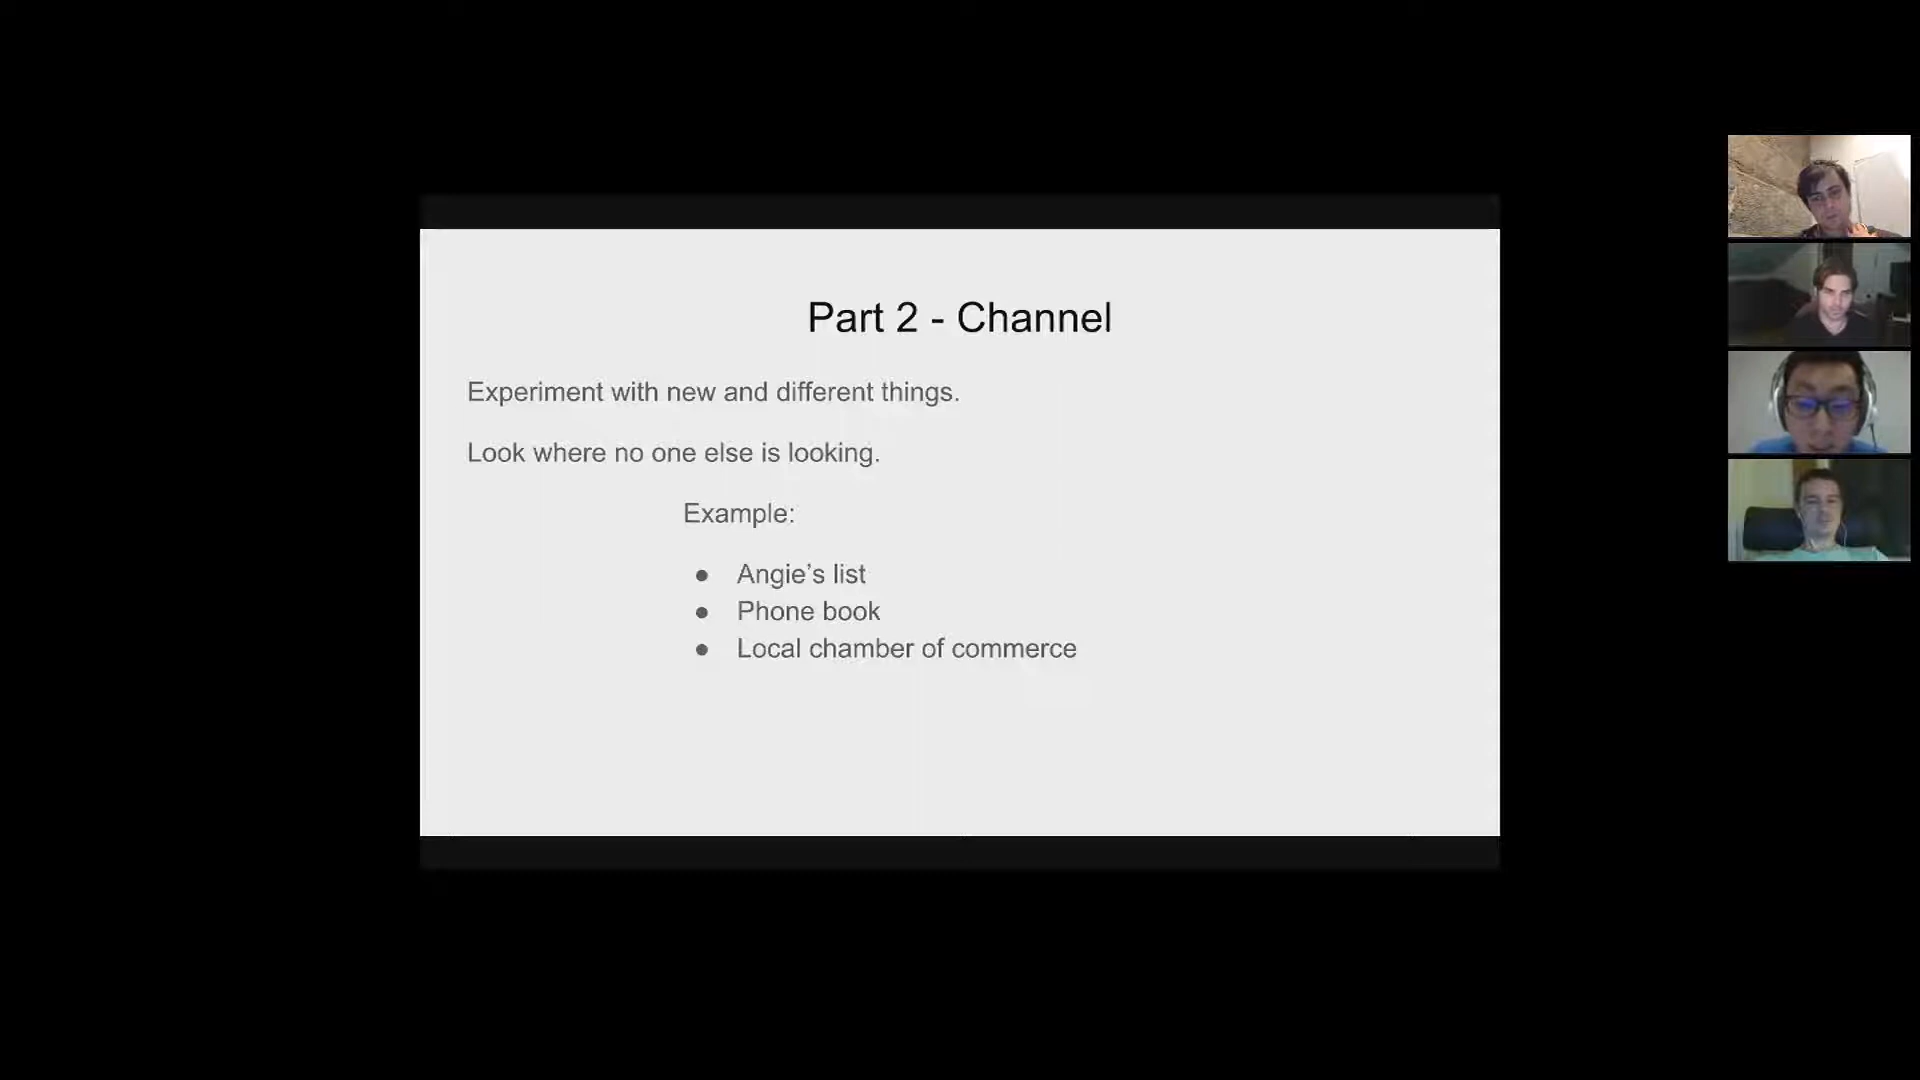 Part 2 - Channel
Experiment with new and different things.
Look where no one else is looking.
Example:
● Angie’s list
● Phone book
● Local chamber of commerce